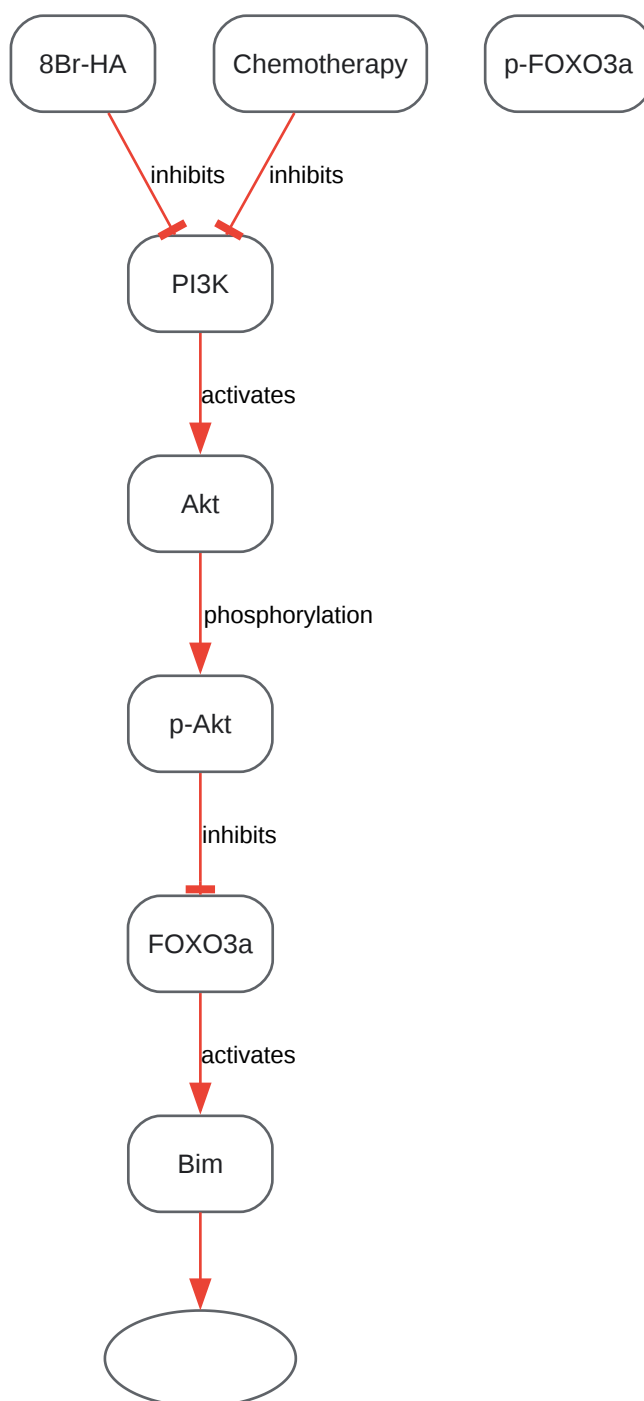 8Br-HA
Chemotherapy
p-FOXO3a
inhibits
inhibits
PI3K
activates
Akt
phosphorylation
p-Akt
inhibits
FOXO3a
activates
Bim